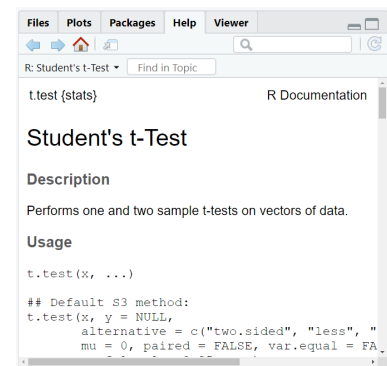 Files Plots Packages Help Viewer
R: Student's t-Test Find in Topic
t.test {stats} R Documentation
Student's t-Test
Description
Performs one and two sample t-tests on vectors of data.
Usage
t.test(x, ...)
## Default S3 method:
t.test(x, y = NULL,
alternative = c("two.sided", "less", "
mu = 0, paired = FALSE, var.equal = FA